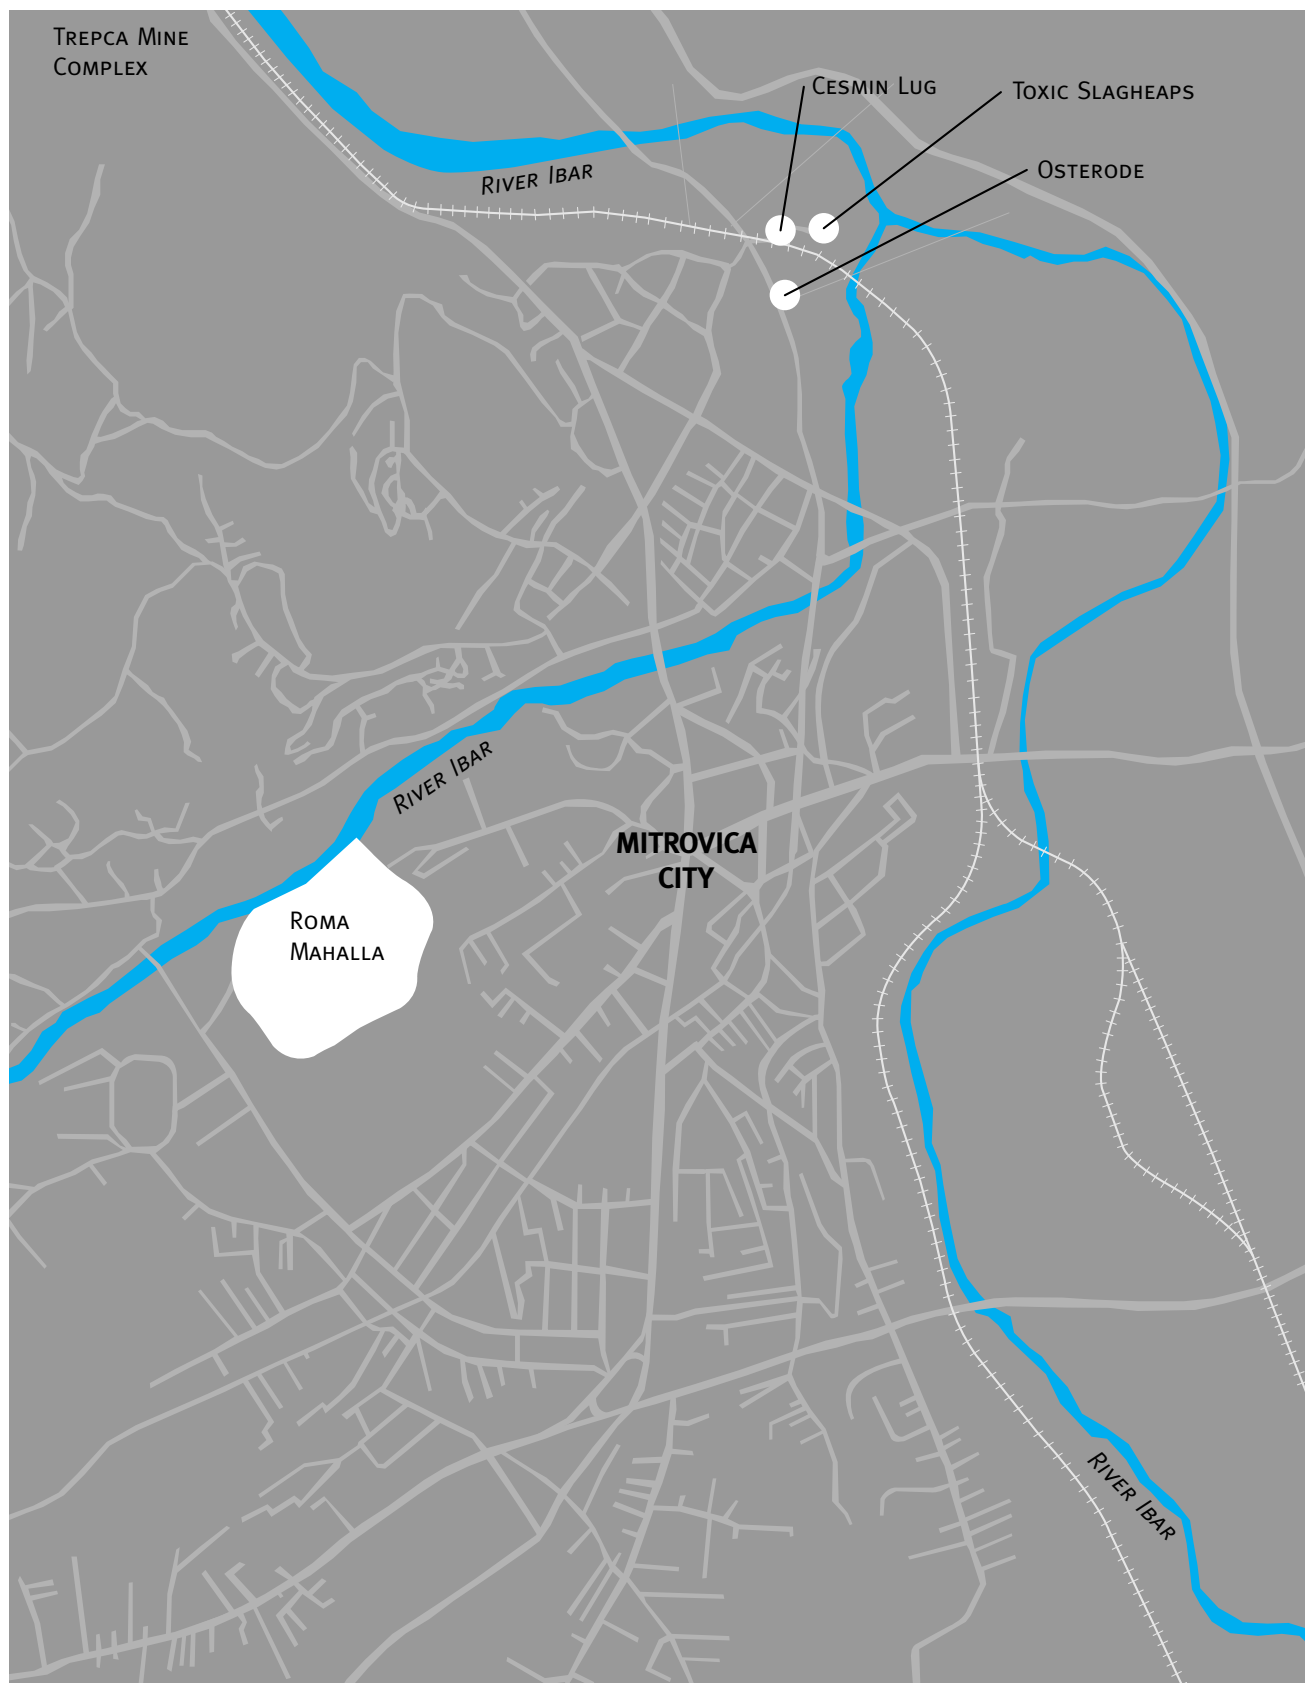 Trepca Mine
Complex
Cesmin Lug
Toxic Slagheaps
Osterode
River Ibar
River Ibar
MITROVICA
CITY
Roma
Mahalla
River Ibar